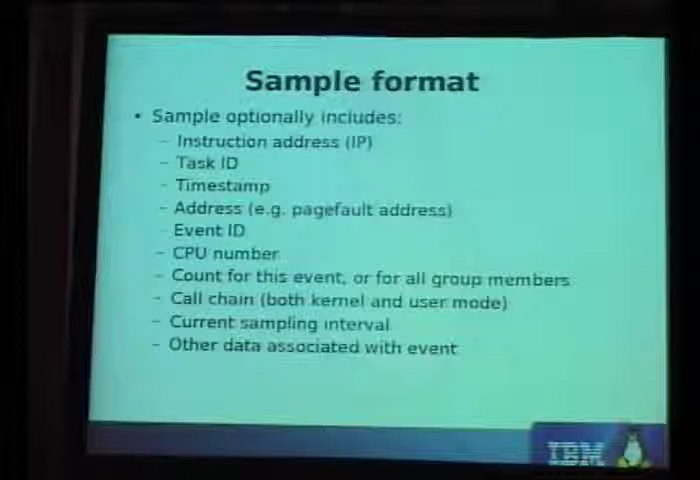 Sample format
• Sample optionally includes:
– Instruction address (IP)
– Task ID
– Timestamp
– Address (e.g. pagefault address)
Event ID
– CPU number
– Count for this event, or for all group members
– Call chain (both kernel and user mode)
– Current sampling interval
– Other data associated with event
IBM